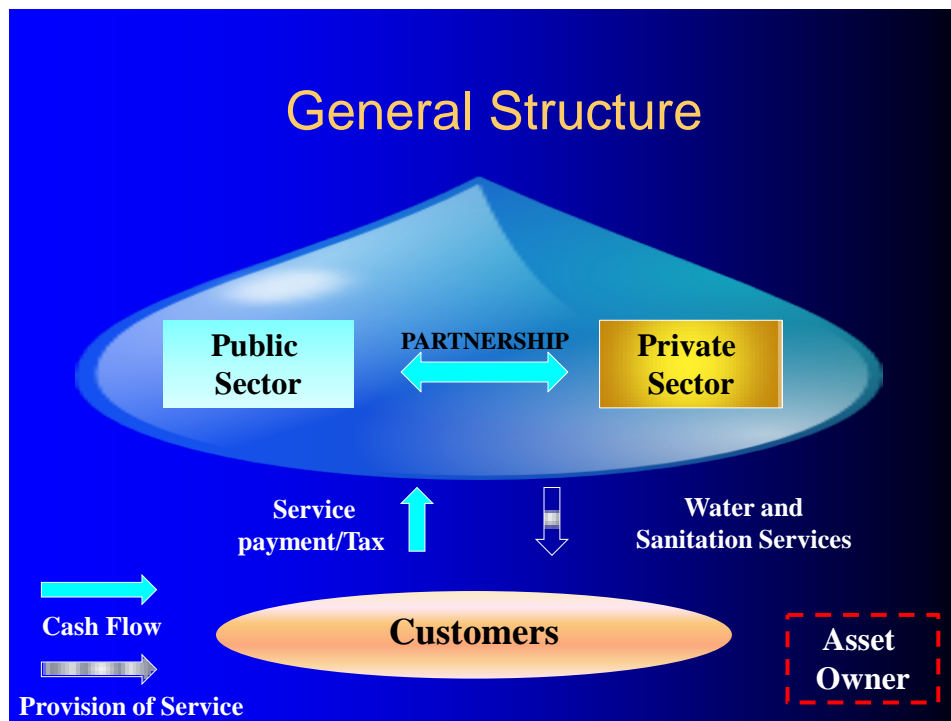 General Structure
Public
Sector
PARTNERSHIP
Private
Sector
Service
payment/Tax
Water and
Sanitation Services
Cash Flow
Customers
Provision of Service
Asset
Owner